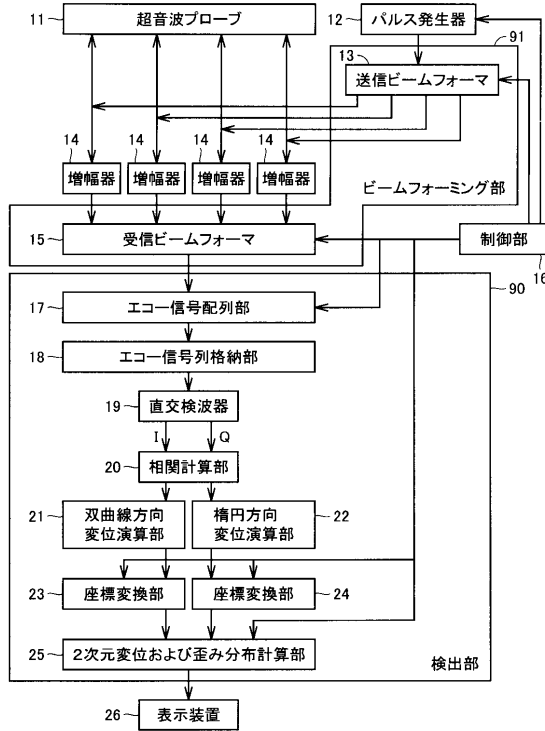 11
超音波プローブ
12
パルス発生器
91
13
送信ビームフォーマ
14
14
14
14
増幅器
増幅器
増幅器
増幅器
ビームフォーミング部
15
受信ビームフォーマ
制御部
16
90
17
エコー信号配列部
18
エコー信号列格納部
19
直交検波器
I
Q
20
相関計算部
21
双曲線方向
変位演算部
楕円方向
変位演算部
22
23
座標変換部
座標変換部
24
25
2次元変位および歪み分布計算部
検出部
26
表示装置